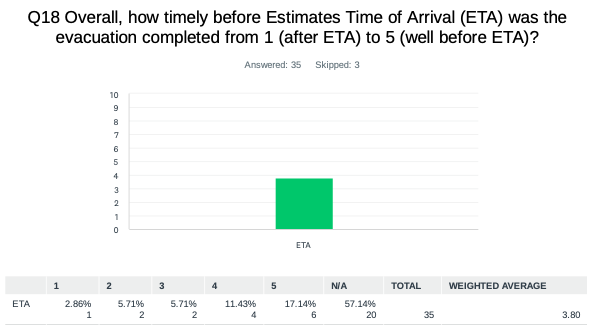 Q18 Overall, how timely before Estimates Time of Arrival (ETA) was the
evacuation completed from 1 (after ETA) to 5 (well before ETA)?
Answered: 35 Skipped: 3
10
9
8
7
6
5
4
3
2
1
0
ETA
1 2 3 4 5 N/A TOTAL WEIGHTED AVERAGE
ETA 2.86% 5.71% 5.71% 11.43% 17.14% 57.14%
1 2 2 4 6 20 35 3.80